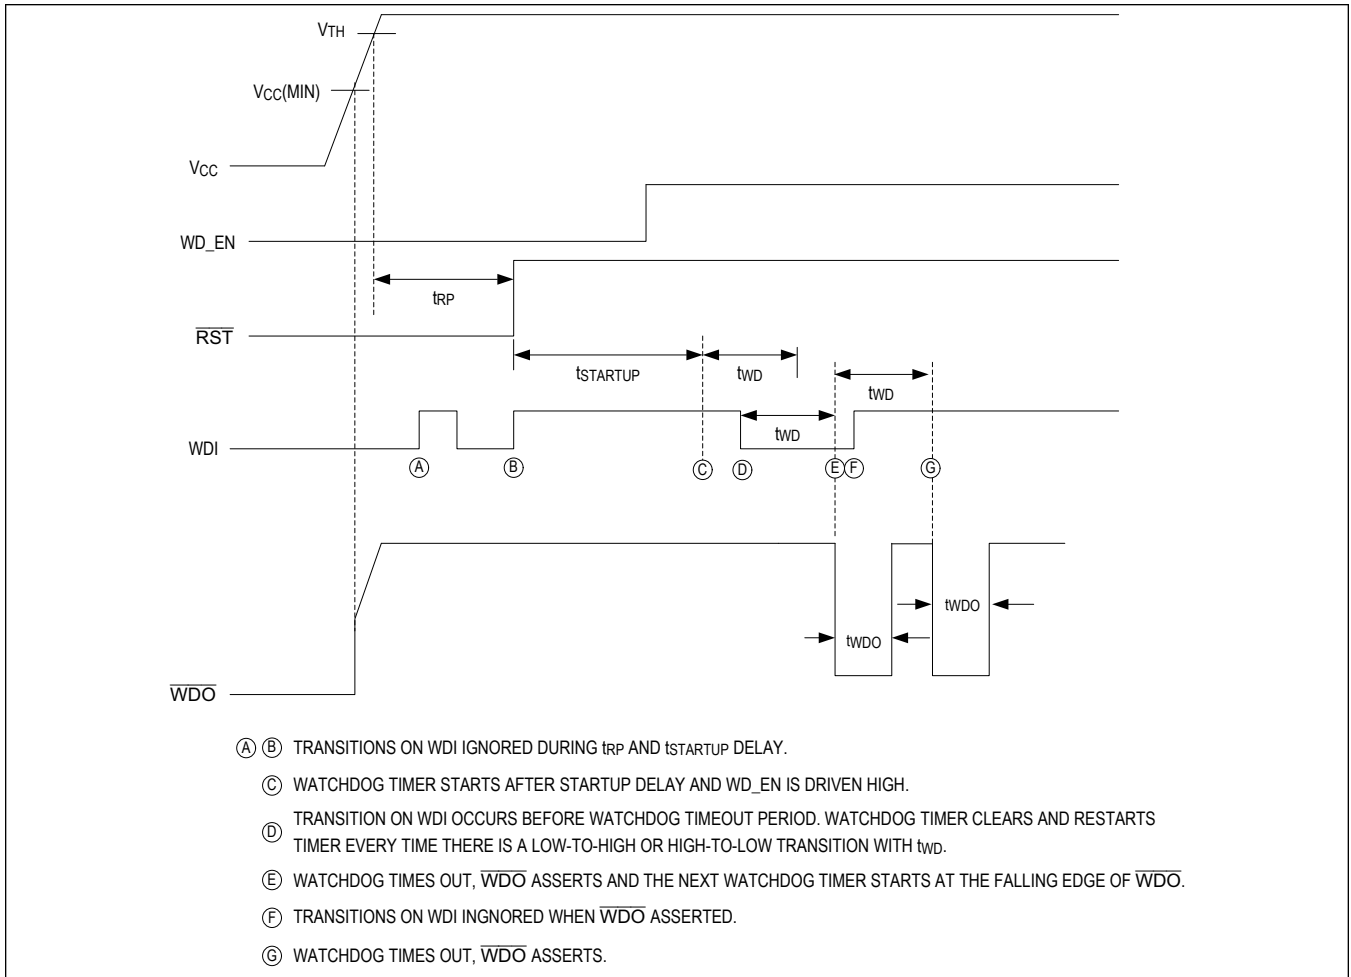 VTH
VCC(MIN)
VCC
WD_EN
tRP
RST
tSTARTUP
tWD
tWD
tWD
WDI
A B C D E F G
tWDO
tWDO
WDO
A B TRANSITIONS ON WDI IGNORED DURING tRP AND tSTARTUP DELAY.
C WATCHDOG TIMER STARTS AFTER STARTUP DELAY AND WD_EN IS DRIVEN HIGH.
D TRANSITION ON WDI OCCURS BEFORE WATCHDOG TIMEOUT PERIOD. WATCHDOG TIMER CLEARS AND RESTARTS
TIMER EVERY TIME THERE IS A LOW-TO-HIGH OR HIGH-TO-LOW TRANSITION WITH tWD.
E WATCHDOG TIMES OUT, WDO ASSERTS AND THE NEXT WATCHDOG TIMER STARTS AT THE FALLING EDGE OF WDO.
F TRANSITIONS ON WDI INGNORED WHEN WDO ASSERTED.
G WATCHDOG TIMES OUT, WDO ASSERTS.